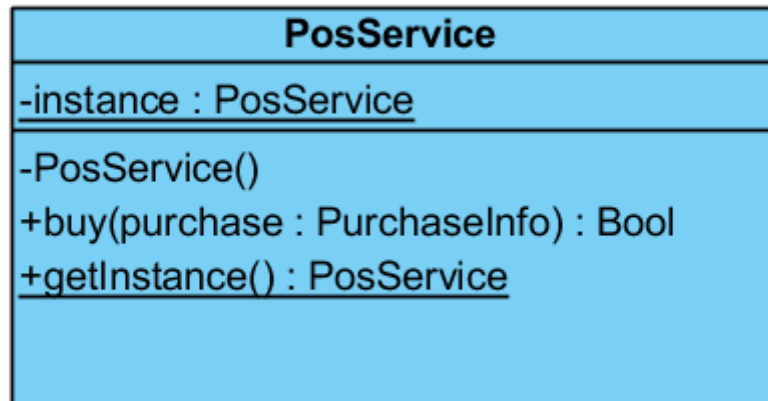 PosService
-instance : PosService
-PosService()
+buy(purchase : PurchaseInfo) : Bool
+getInstance() : PosService